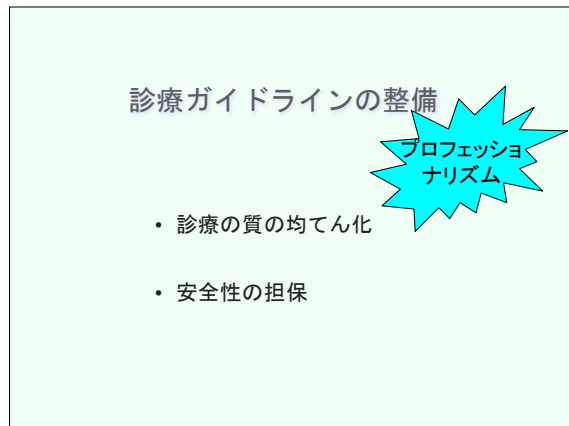 診療ガイドラインの整備
プロフェッショ
ナリズム
• 診療の質の均てん化
• 安全性の担保